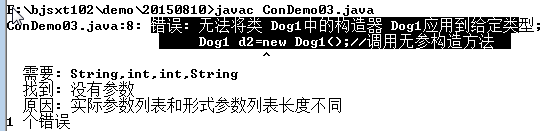 F:\bjsxt102\demo\20150810>javac ConDemo03.java
ConDemo03.java:8: 错误: 无法将类 Dog1中的构造器 Dog1应用到给定类型;
Dog1 d2=new Dog1();//调用无参构造方法
^
需要: String,int,int,String
找到: 没有参数
原因: 实际参数列表和形式参数列表长度不同
1 个错误